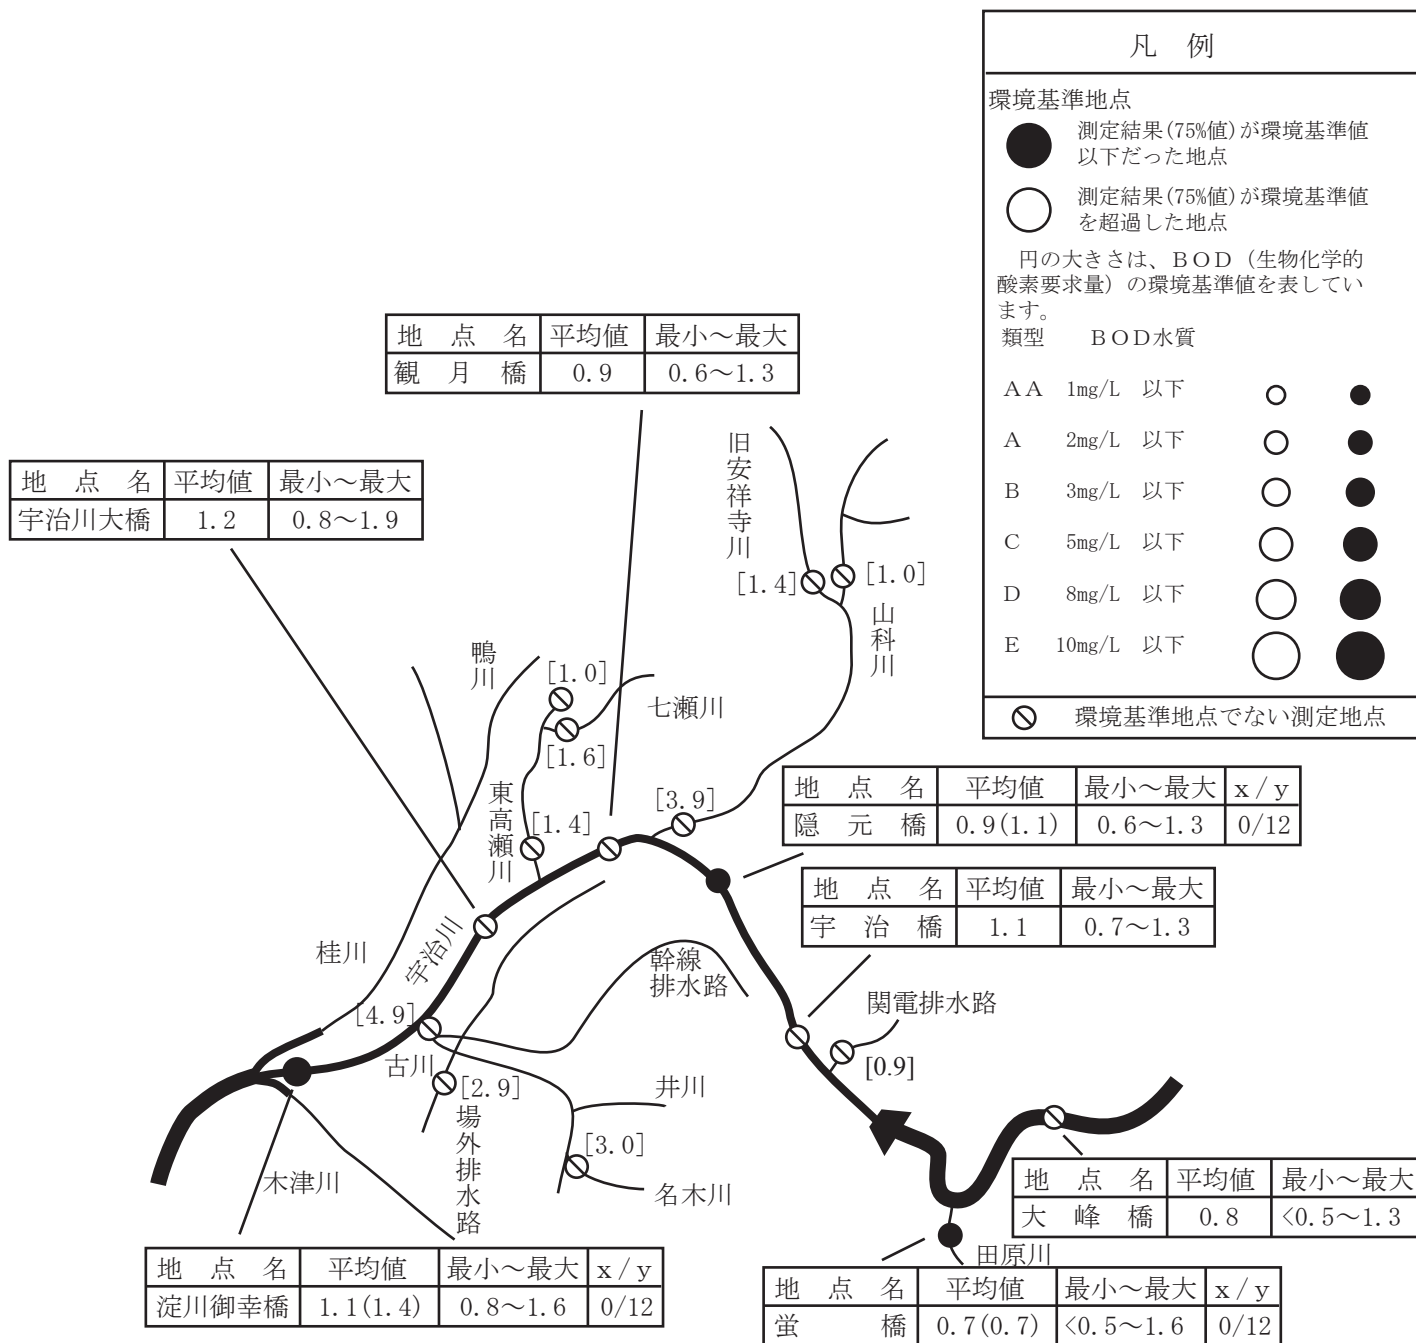 凡 例
環境基準地点
測定結果(75%値)が環境基準値
以下だった地点
測定結果(75%値)が環境基準値
を超過した地点
円の大きさは、BOD（生物化学的
酸素要求量）の環境基準値を表してい
ます。
類型 BOD水質
AA 1mg/L 以下
A 2mg/L 以下
B 3mg/L 以下
C 5mg/L 以下
D 8mg/L 以下
E 10mg/L 以下
環境基準地点でない測定地点
地 点 名 平均値 最小～最大
観 月 橋 0.9 0.6～1.3
地 点 名 平均値 最小～最大
宇治川大橋 1.2 0.8～1.9
旧安祥寺川
[1.4]
[1.0]
山科川
鴨川
[1.0]
七瀬川
[1.6]
東高瀬川
[1.4]
[3.9]
地 点 名 平均値 最小～最大 x/y
隠 元 橋 0.9(1.1) 0.6～1.3 0/12
地 点 名 平均値 最小～最大
宇 治 橋 1.1 0.7～1.3
桂川
宇治川
幹線
排水路
関電排水路
[0.9]
[4.9]
古川
[2.9]
井川
場外排水路
[3.0]
名木川
木津川
地 点 名 平均値 最小～最大
大 峰 橋 0.8 <0.5～1.3
田原川
地 点 名 平均値 最小～最大 x/y
淀川御幸橋 1.1(1.4) 0.8～1.6 0/12
地 点 名 平均値 最小～最大 x/y
蛍 橋 0.7(0.7) <0.5～1.6 0/12